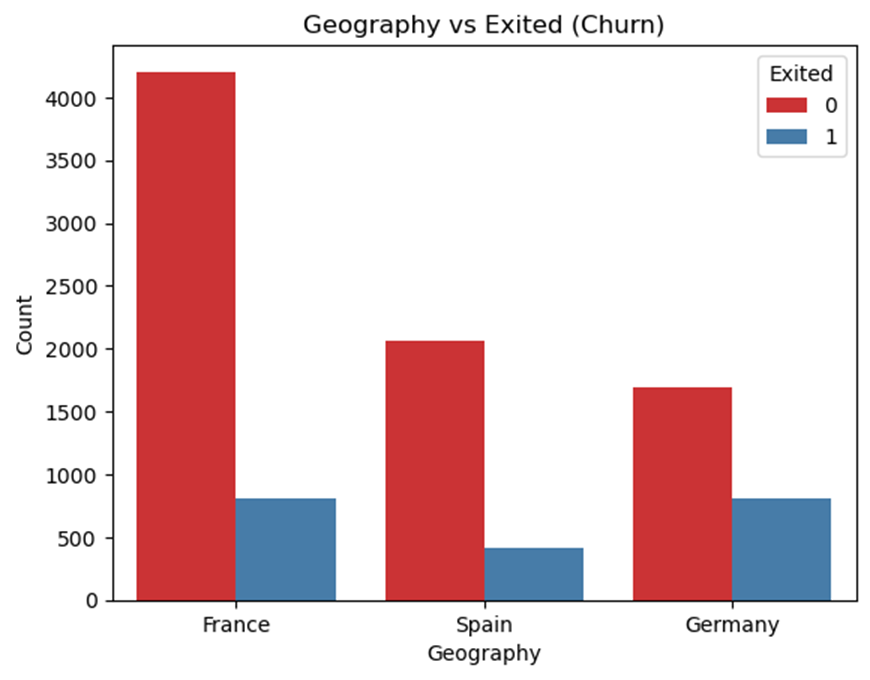 Geography vs Exited (Churn)
Exited
0
1
4000
3500
3000
2500
2000
1500
1000
500
0
Count
France Spain Germany
Geography